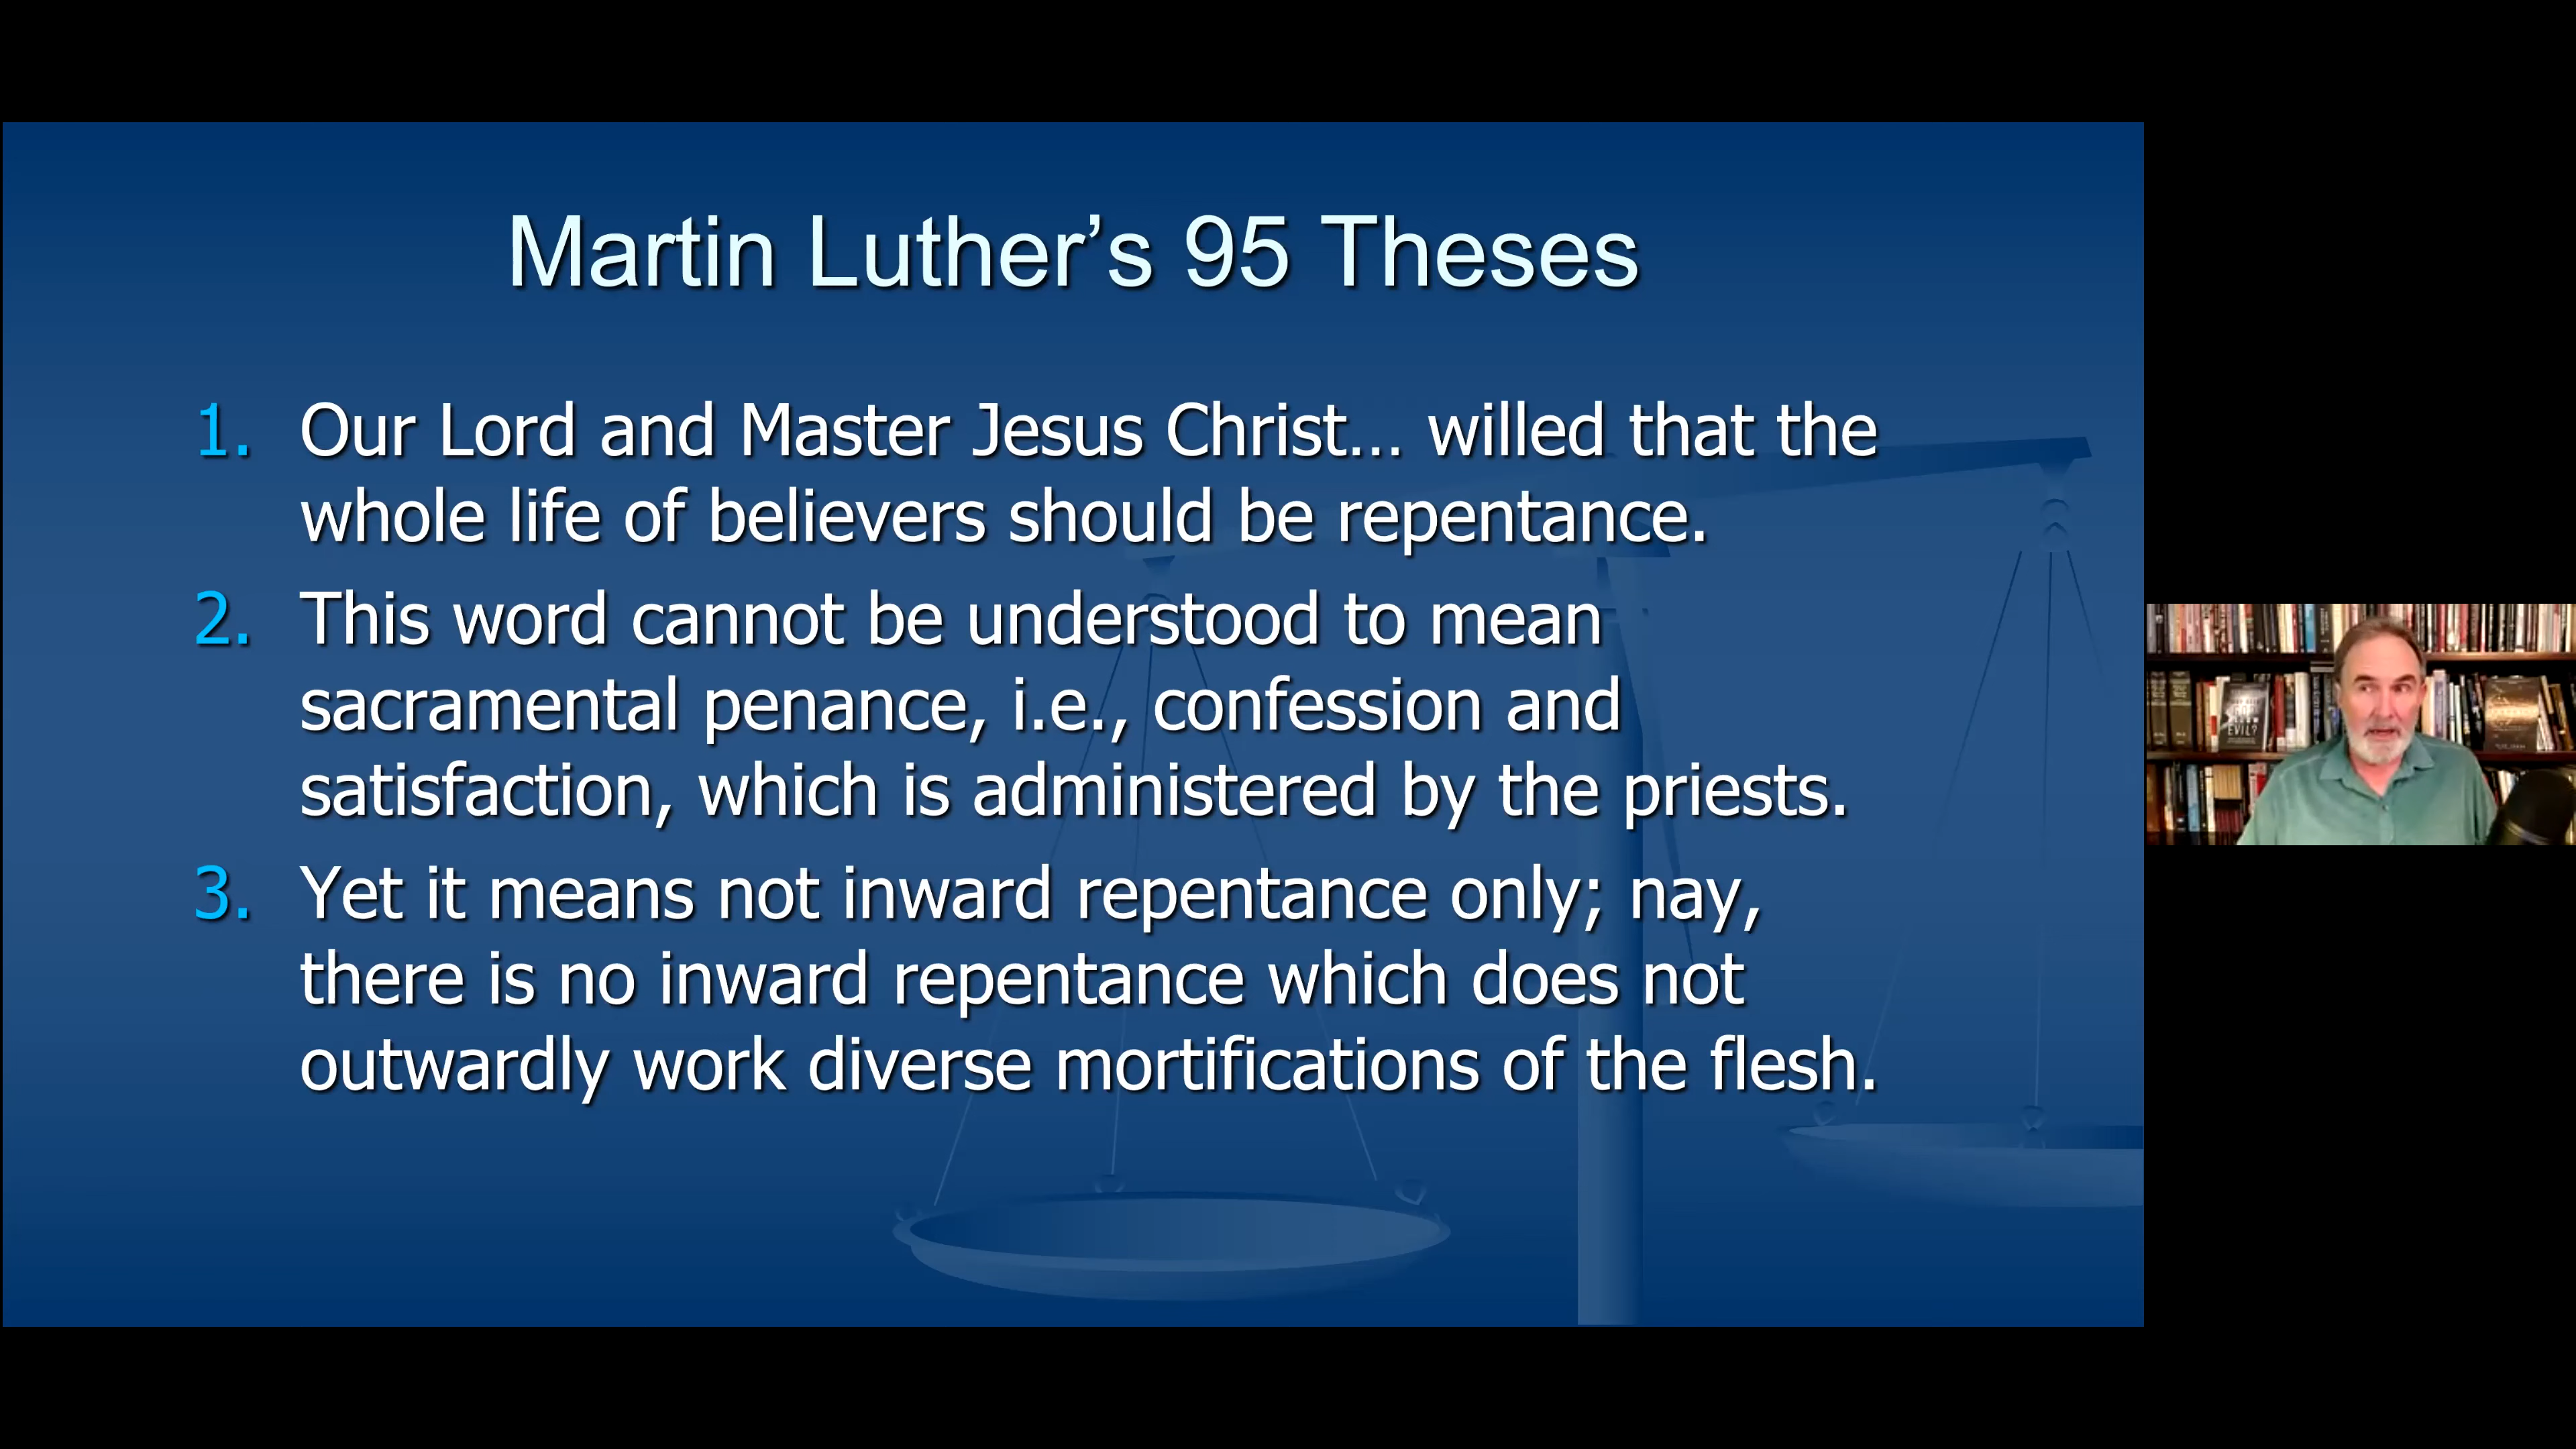 Martin Luther’s 95 Theses
1. Our Lord and Master Jesus Christ… willed that the
whole life of believers should be repentance.
2. This word cannot be understood to mean
sacramental penance, i.e., confession and
satisfaction, which is administered by the priests.
3. Yet it means not inward repentance only; nay,
there is no inward repentance which does not
outwardly work diverse mortifications of the flesh.
EVIL?